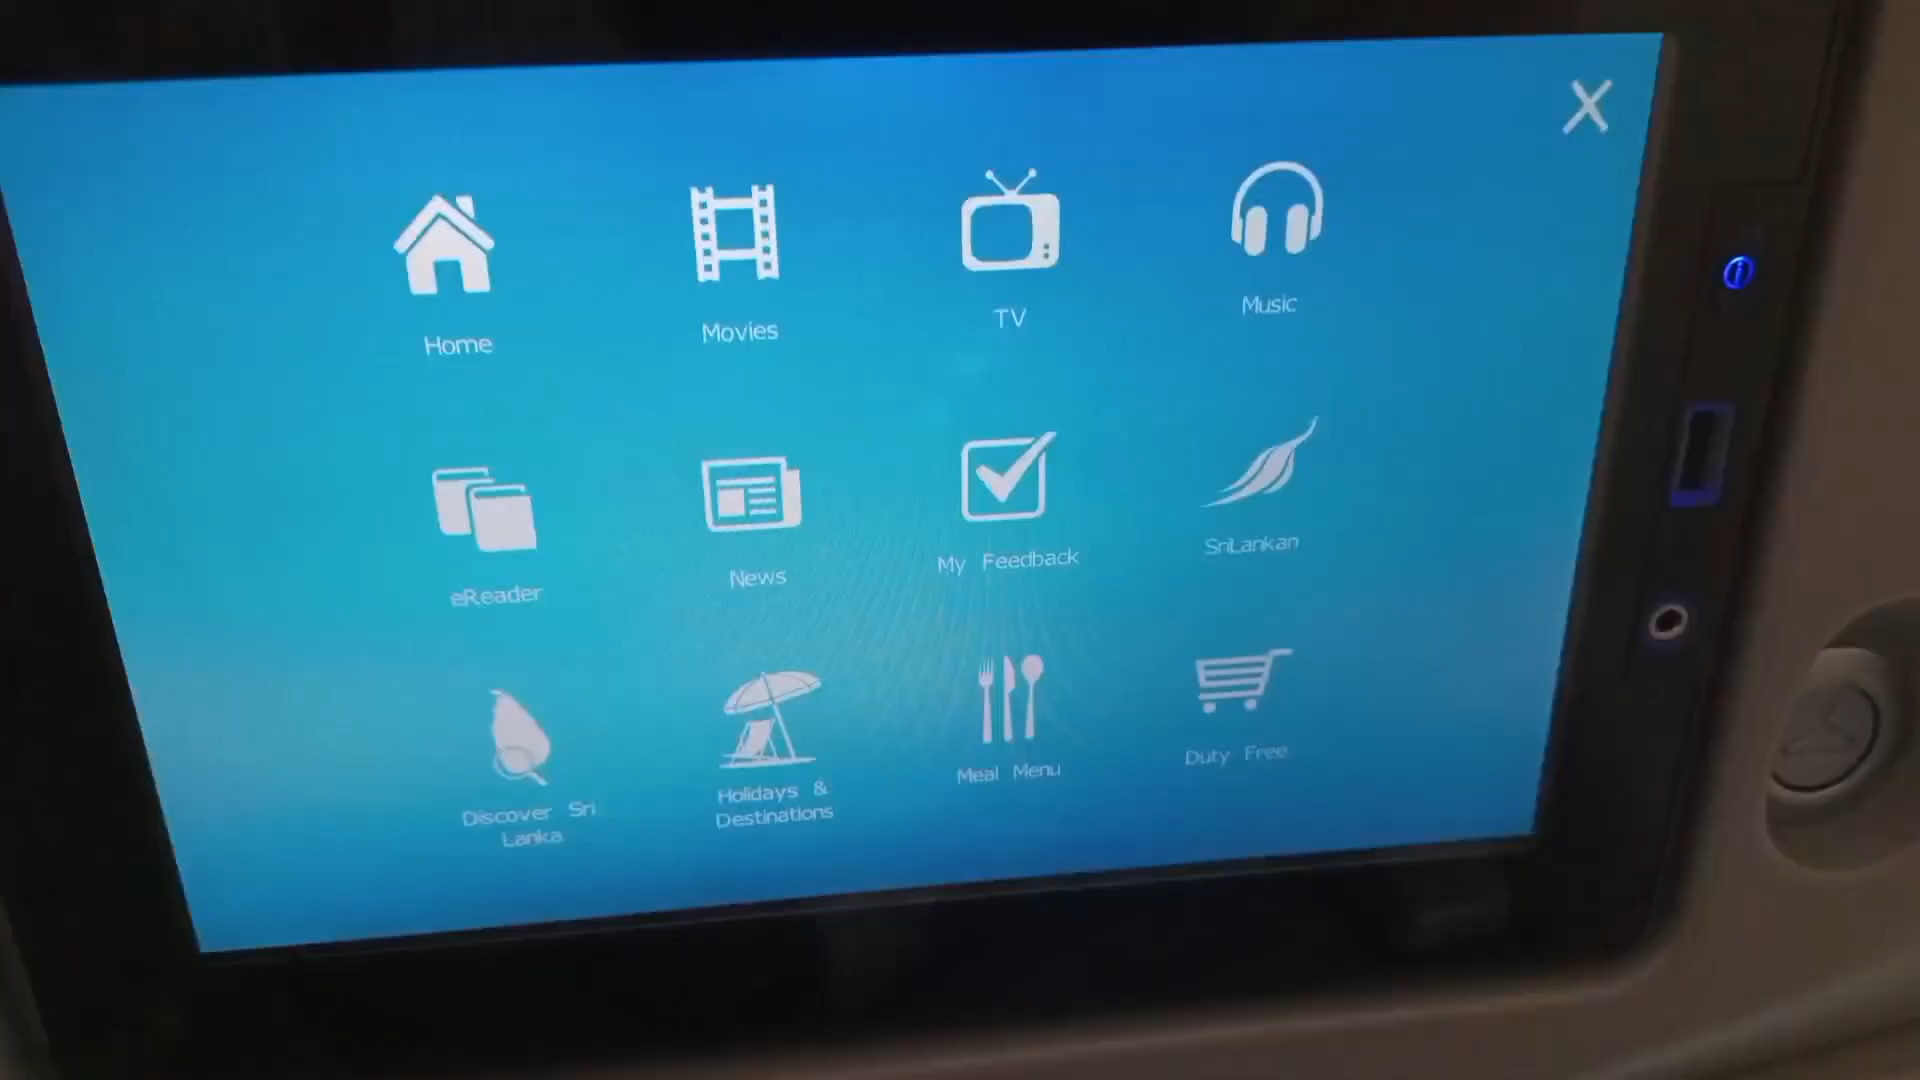 Home
Movies
TV
Music
eReader
News
My Feedback
SriLankan
Discover Sri
Lanka
Holidays &
Destinations
Meal Menu
Duty Free